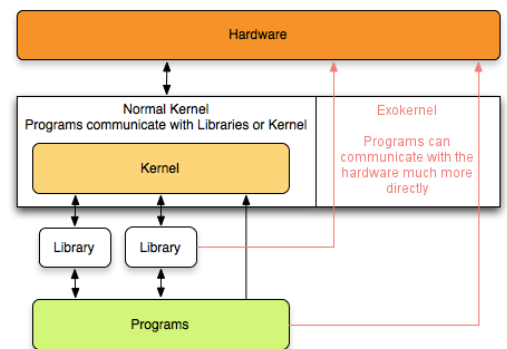 Hardware
Normal Kernel
Programs communicate with Libraries or Kernel
Kernel
Exokernel
Programs can
communicate with the
hardware much more
directly
Library
Library
Programs